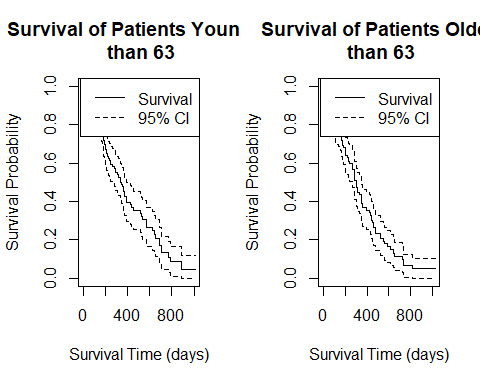 Survival of Patients Youn
than 63
Survival Probability
0.0 0.2 0.4 0.6 0.8 1.0
Survival
95% CI
0 400 800
Survival Time (days)
Survival of Patients Olde
than 63
Survival Probability
0.0 0.2 0.4 0.6 0.8 1.0
Survival
95% CI
0 400 800
Survival Time (days)